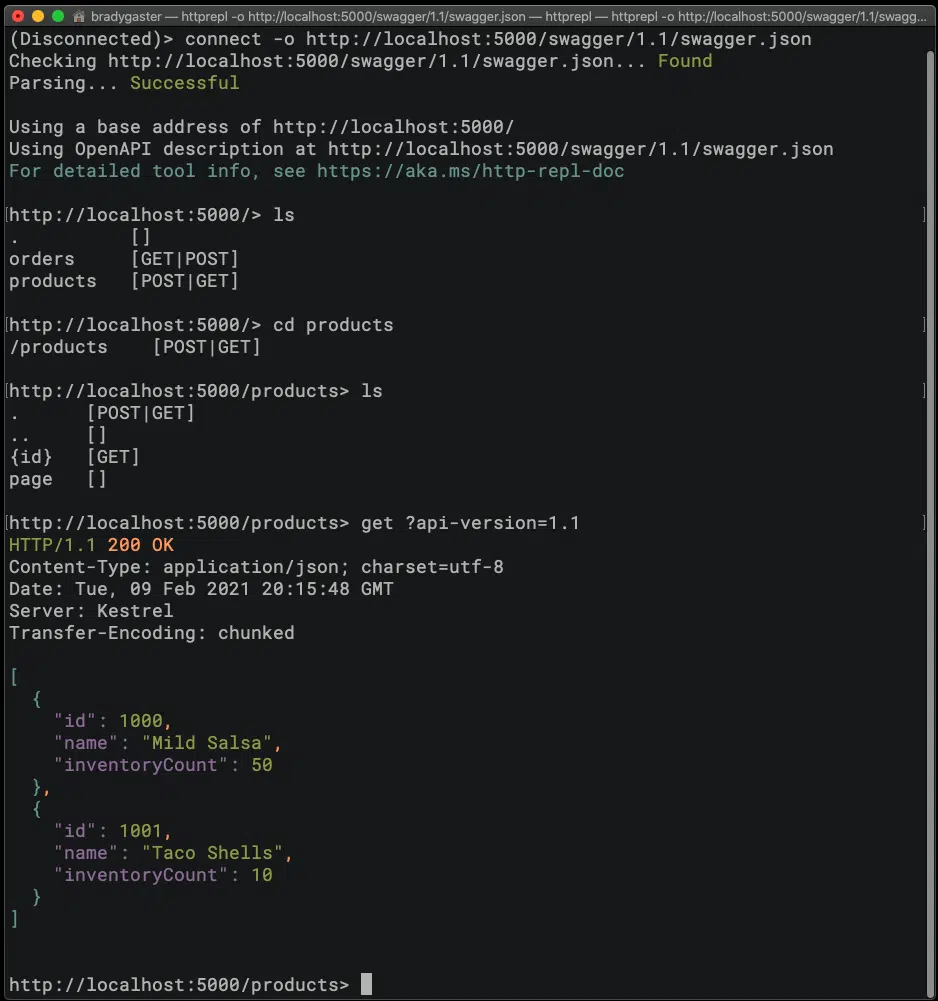 bradygaster — httprepl -o http://localhost:5000/swagger/1.1/swagger.json — httprepl — httprepl -o http://localhost:5000/swagger/1.1/swagg...
(Disconnected)> connect -o http://localhost:5000/swagger/1.1/swagger.json
Checking http://localhost:5000/swagger/1.1/swagger.json... Found
Parsing... Successful

Using a base address of http://localhost:5000/
Using OpenAPI description at http://localhost:5000/swagger/1.1/swagger.json
For detailed tool info, see https://aka.ms/http-repl-doc

[http://localhost:5000/> ls ]
.          []
orders     [GET|POST]
products   [POST|GET]

[http://localhost:5000/> cd products ]
/products    [POST|GET]

[http://localhost:5000/products> ls ]
.      [POST|GET]
..     []
{id}   [GET]
page   []

[http://localhost:5000/products> get ?api-version=1.1 ]
HTTP/1.1 200 OK
Content-Type: application/json; charset=utf-8
Date: Tue, 09 Feb 2021 20:15:48 GMT
Server: Kestrel
Transfer-Encoding: chunked

[
  {
    "id": 1000,
    "name": "Mild Salsa",
    "inventoryCount": 50
  },
  {
    "id": 1001,
    "name": "Taco Shells",
    "inventoryCount": 10
  }
]

http://localhost:5000/products>